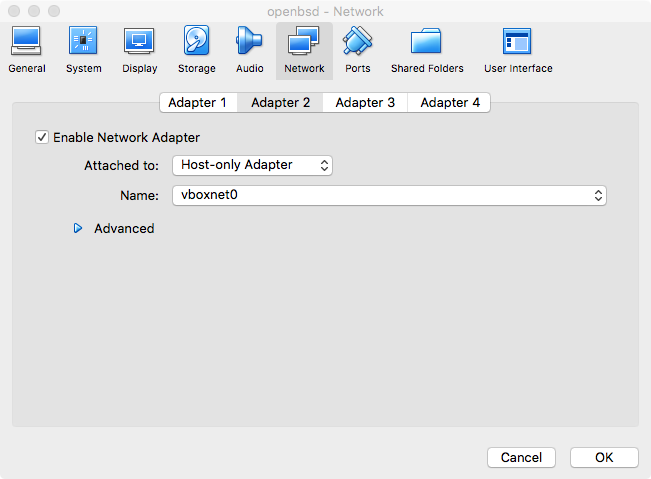 openbsd - Network
General System Display Storage Audio Network Ports Shared Folders User Interface
Adapter 1 Adapter 2 Adapter 3 Adapter 4
Enable Network Adapter
Attached to: Host-only Adapter
Name: vboxnet0
Advanced
Cancel OK